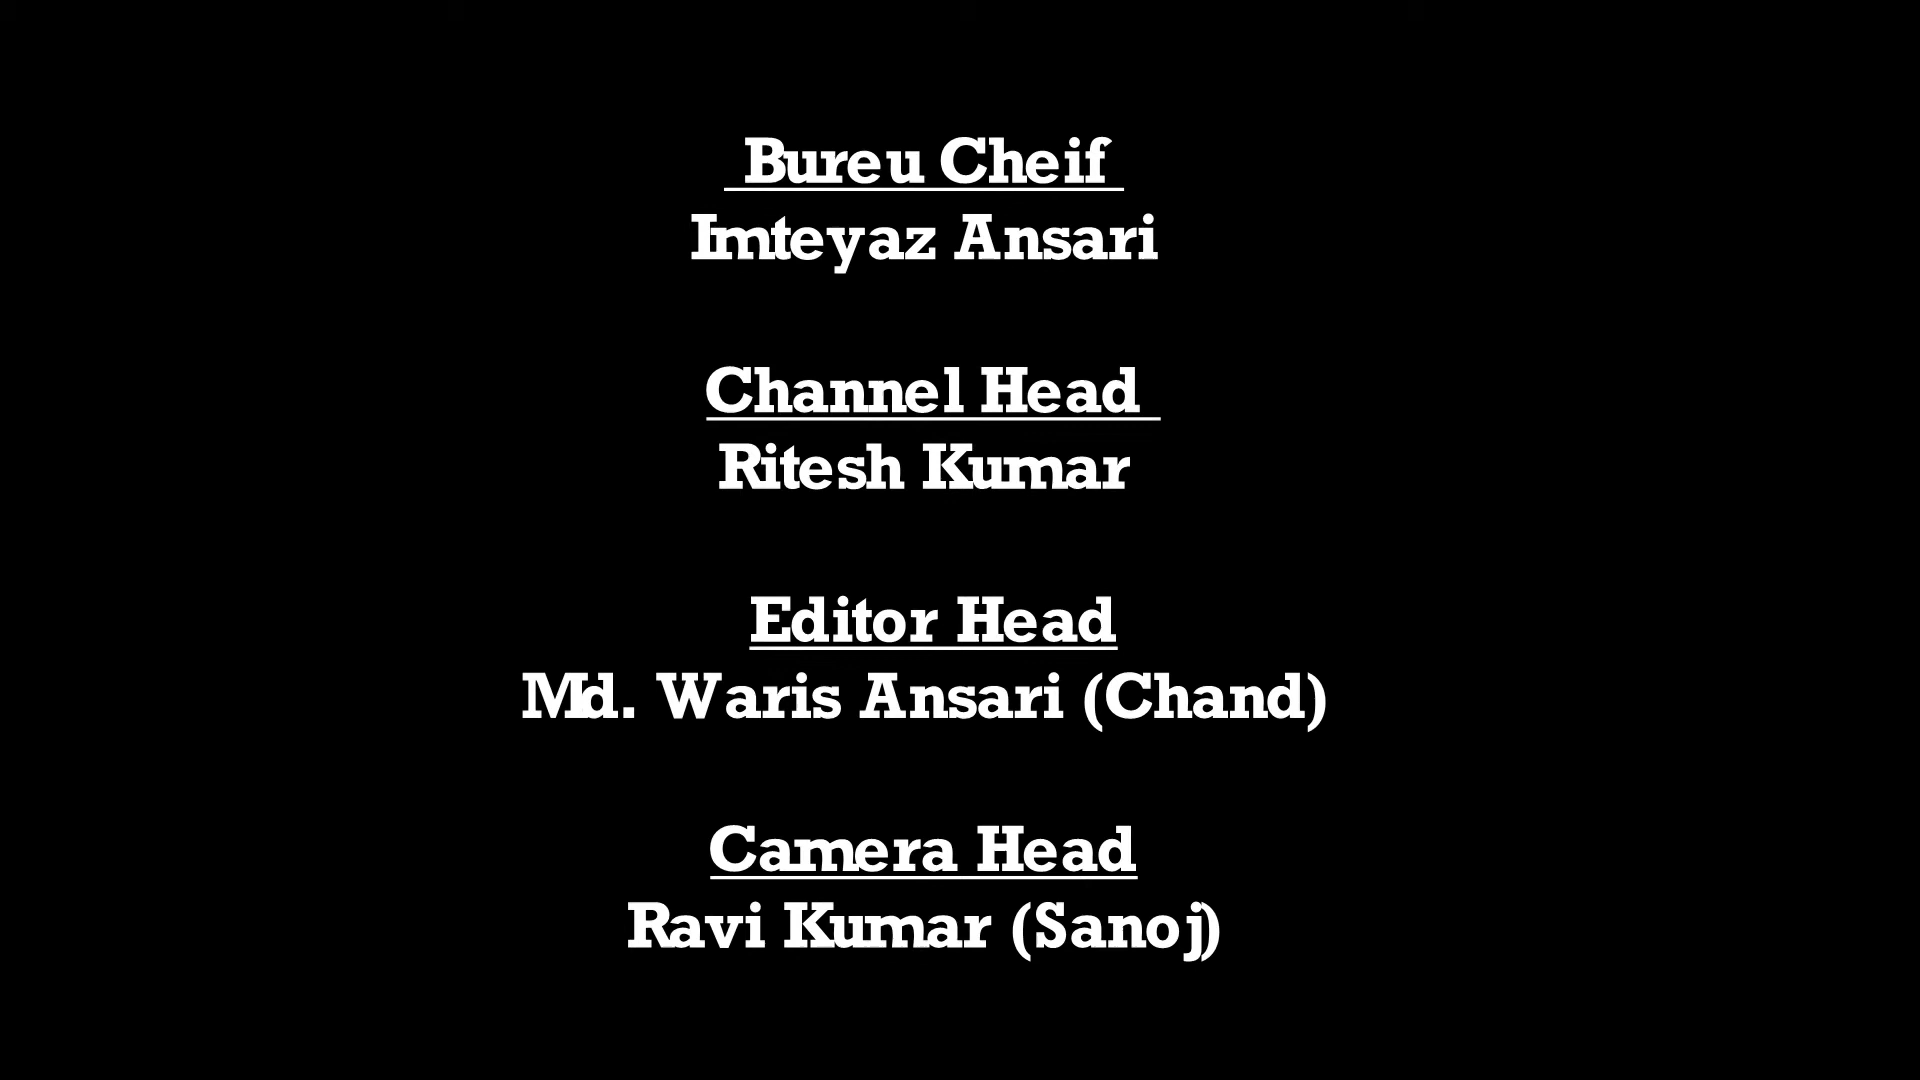 Bureu Cheif
Imteyaz Ansari
Channel Head
Ritesh Kumar
Editor Head
Md. Waris Ansari (Chand)
Camera Head
Ravi Kumar (Sanoj)